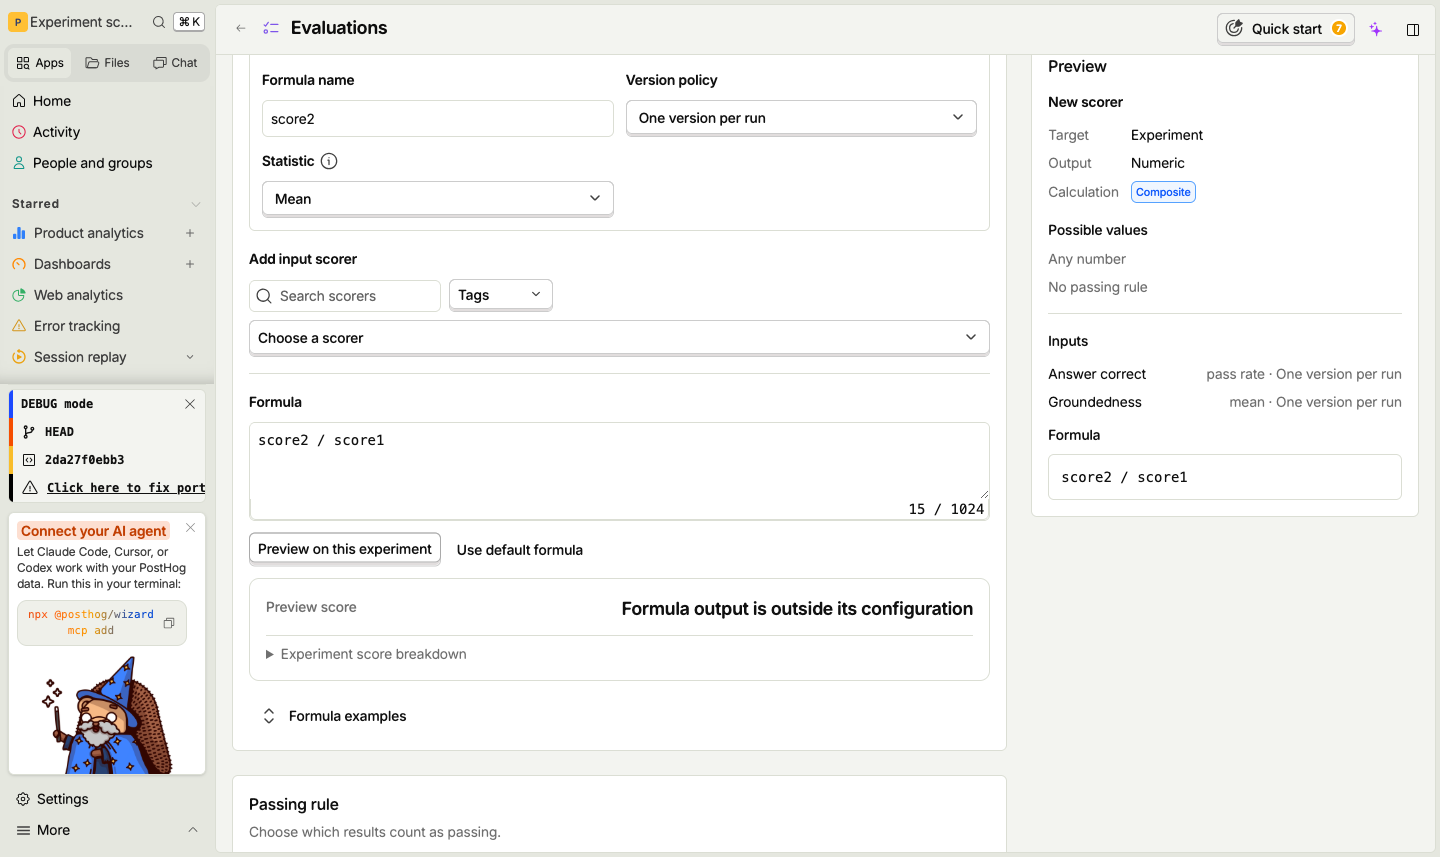 P Experiment sc... ⌘ K
Apps
Files
Chat
Home
Activity
People and groups
Starred
Product analytics
Dashboards
Web analytics
Error tracking
Session replay
DEBUG mode
HEAD
2da27f0ebb3
Click here to fix port
Connect your AI agent
Let Claude Code, Cursor, or
Codex work with your PostHog
data. Run this in your terminal:
npx @posthog/wizard
mcp add
Settings
More
Evaluations
Quick start 7
Formula name
Version policy
score2
One version per run
Statistic
Mean
Add input scorer
Search scorers
Tags
Choose a scorer
Formula
score2 / score1
15 / 1024
Preview on this experiment
Use default formula
Preview score
Formula output is outside its configuration
Experiment score breakdown
Formula examples
Passing rule
Choose which results count as passing.
Preview
New scorer
Target Experiment
Output Numeric
Calculation Composite
Possible values
Any number
No passing rule
Inputs
Answer correct pass rate · One version per run
Groundedness mean · One version per run
Formula
score2 / score1